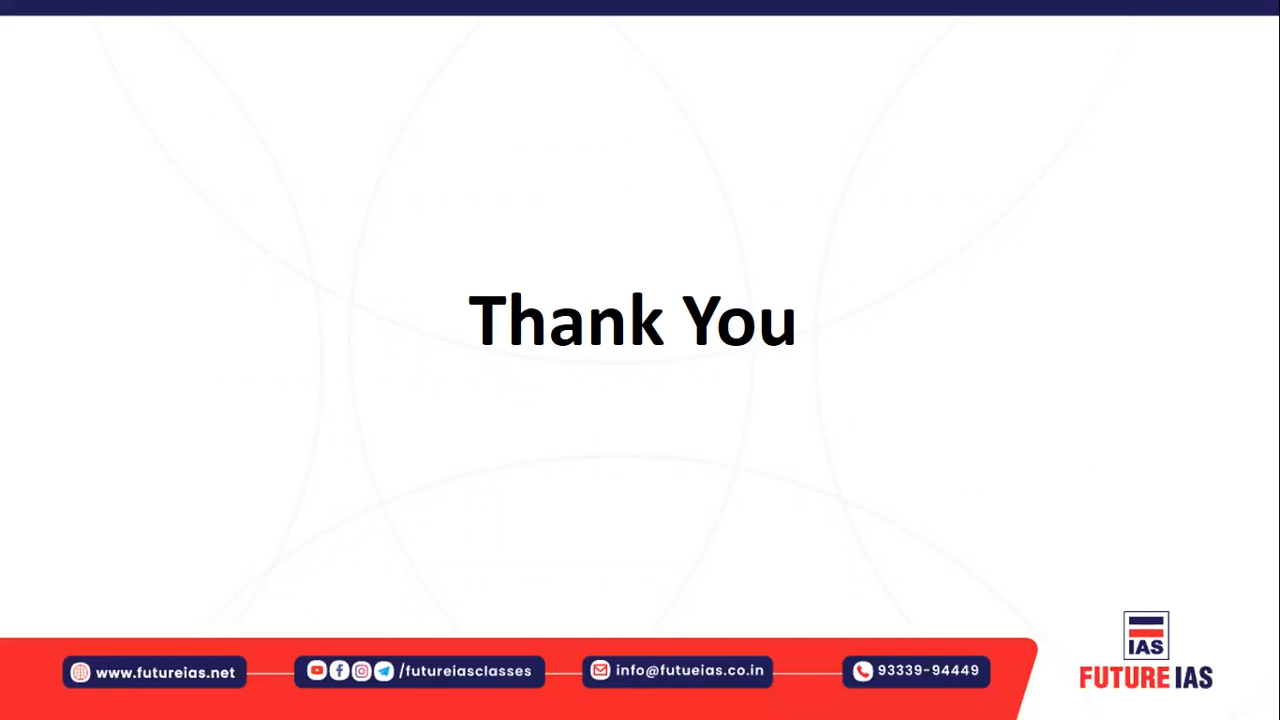 Thank You
www.futureias.net
/futureiasclasses
info@futueias.co.in
93339-94449
IAS
FUTURE IAS